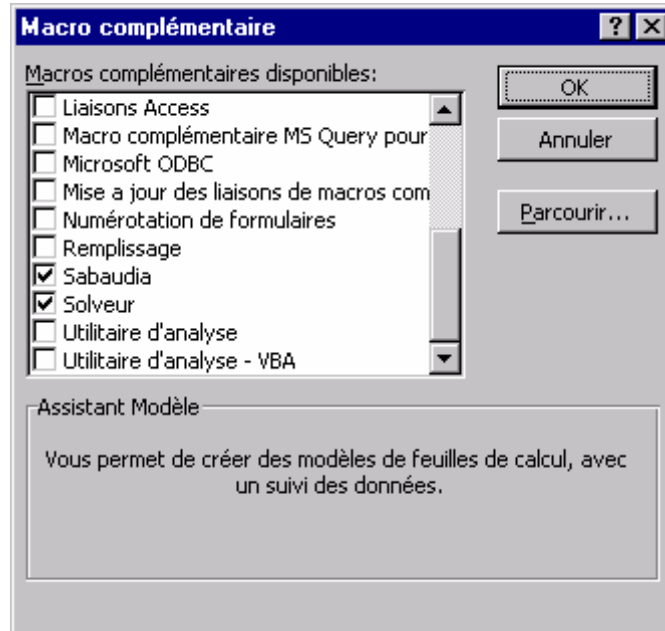 Macro complémentaire
Macros complémentaires disponibles:
Liaisons Access
Macro complémentaire MS Query pour
Microsoft ODBC
Mise a jour des liaisons de macros com
Numérotation de formulaires
Remplissage
Sabaudia
Solveur
Utilitaire d'analyse
Utilitaire d'analyse - VBA
OK
Annuler
Parcourir...
Assistant Modèle
Vous permet de créer des modèles de feuilles de calcul, avec
un suivi des données.